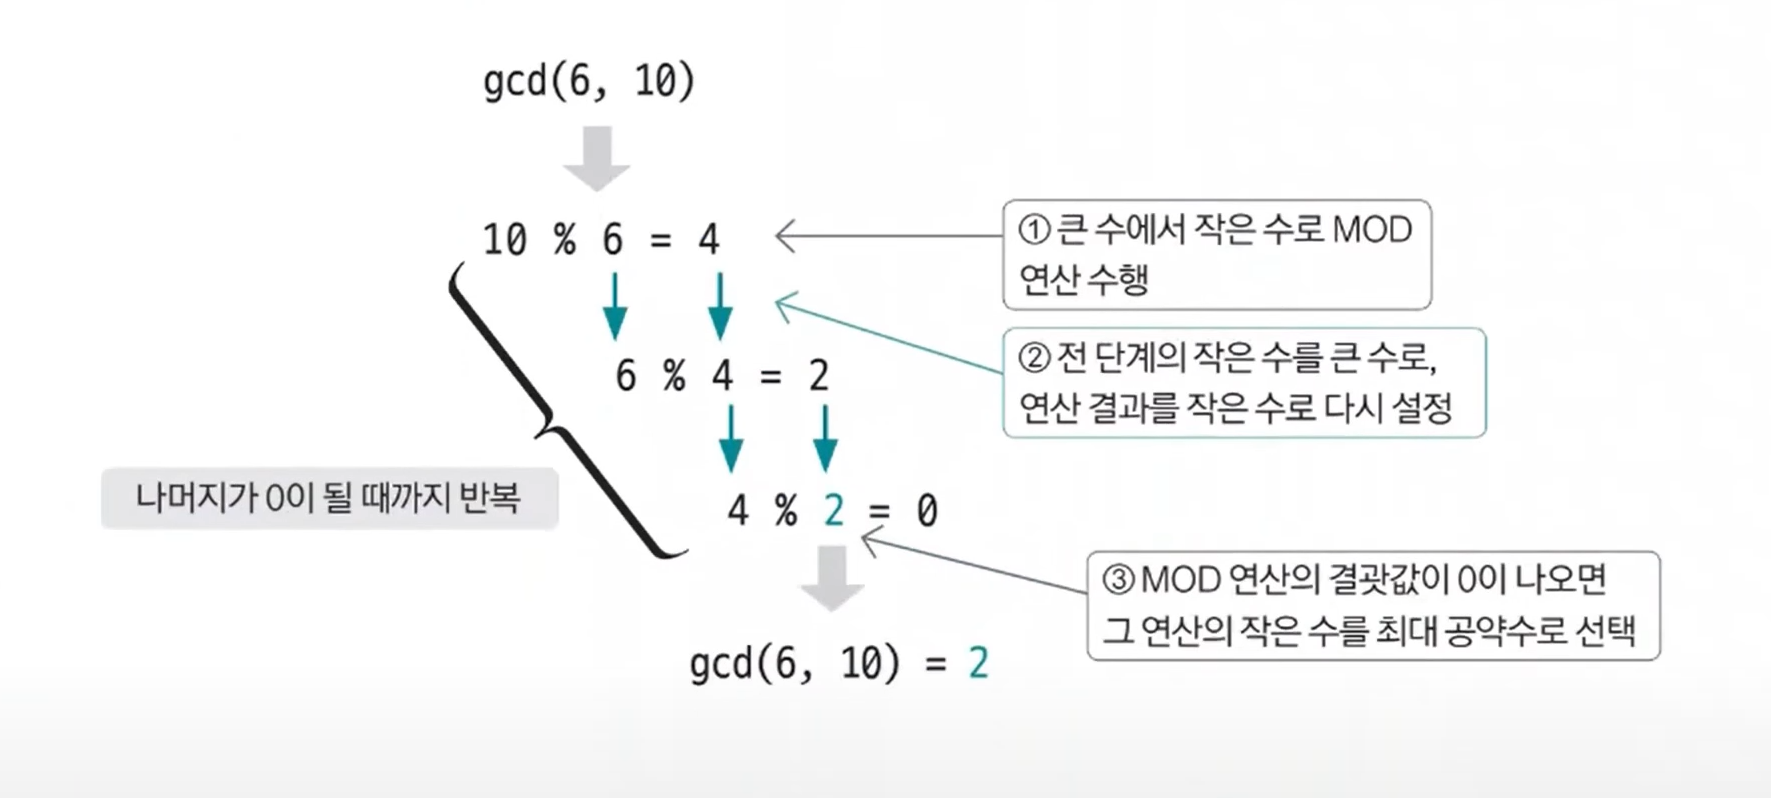 gcd(6, 10)
10 % 6 = 4
① 큰 수에서 작은 수로 MOD
연산 수행
② 전 단계의 작은 수를 큰 수로,
연산 결과를 작은 수로 다시 설정
6 % 4 = 2
나머지가 0이 될 때까지 반복
4 % 2 = 0
③ MOD 연산의 결괏값이 0이 나오면
그 연산의 작은 수를 최대 공약수로 선택
gcd(6, 10) = 2